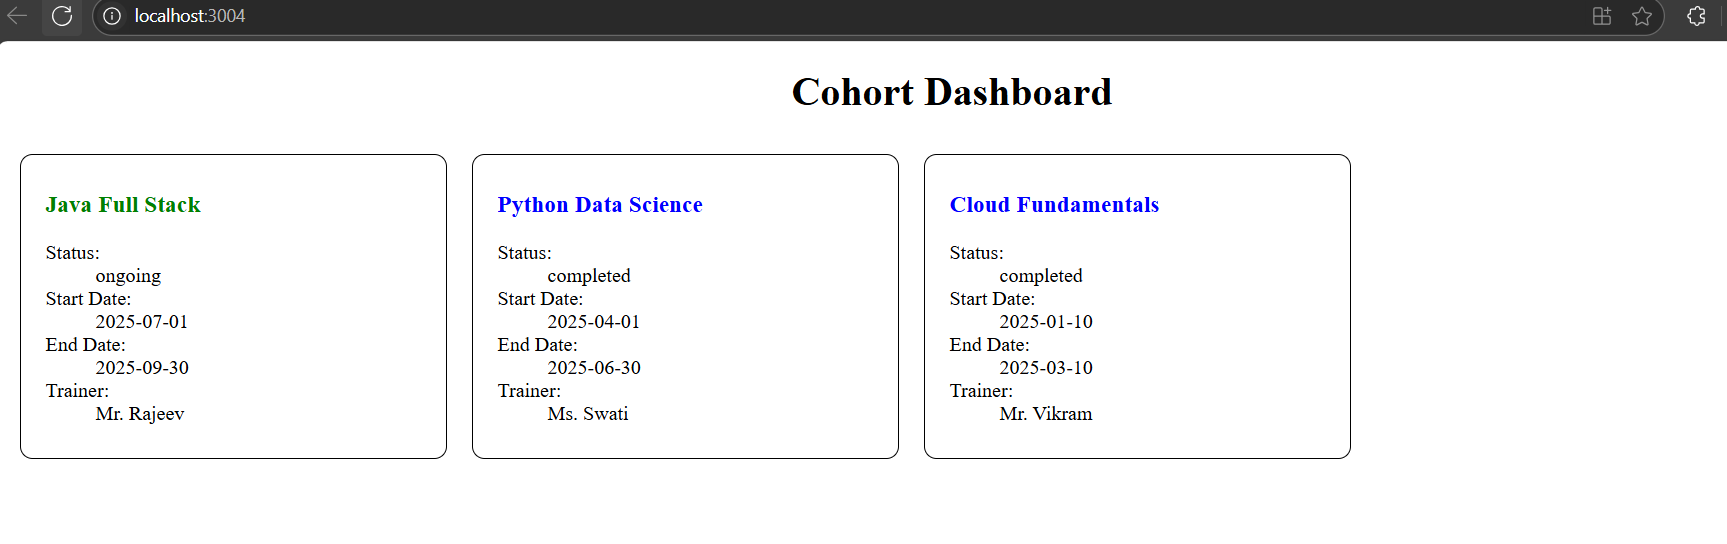 localhost:3004
Cohort Dashboard
Java Full Stack
Status:
ongoing
Start Date:
2025-07-01
End Date:
2025-09-30
Trainer:
Mr. Rajeev
Python Data Science
Status:
completed
Start Date:
2025-04-01
End Date:
2025-06-30
Trainer:
Ms. Swati
Cloud Fundamentals
Status:
completed
Start Date:
2025-01-10
End Date:
2025-03-10
Trainer:
Mr. Vikram